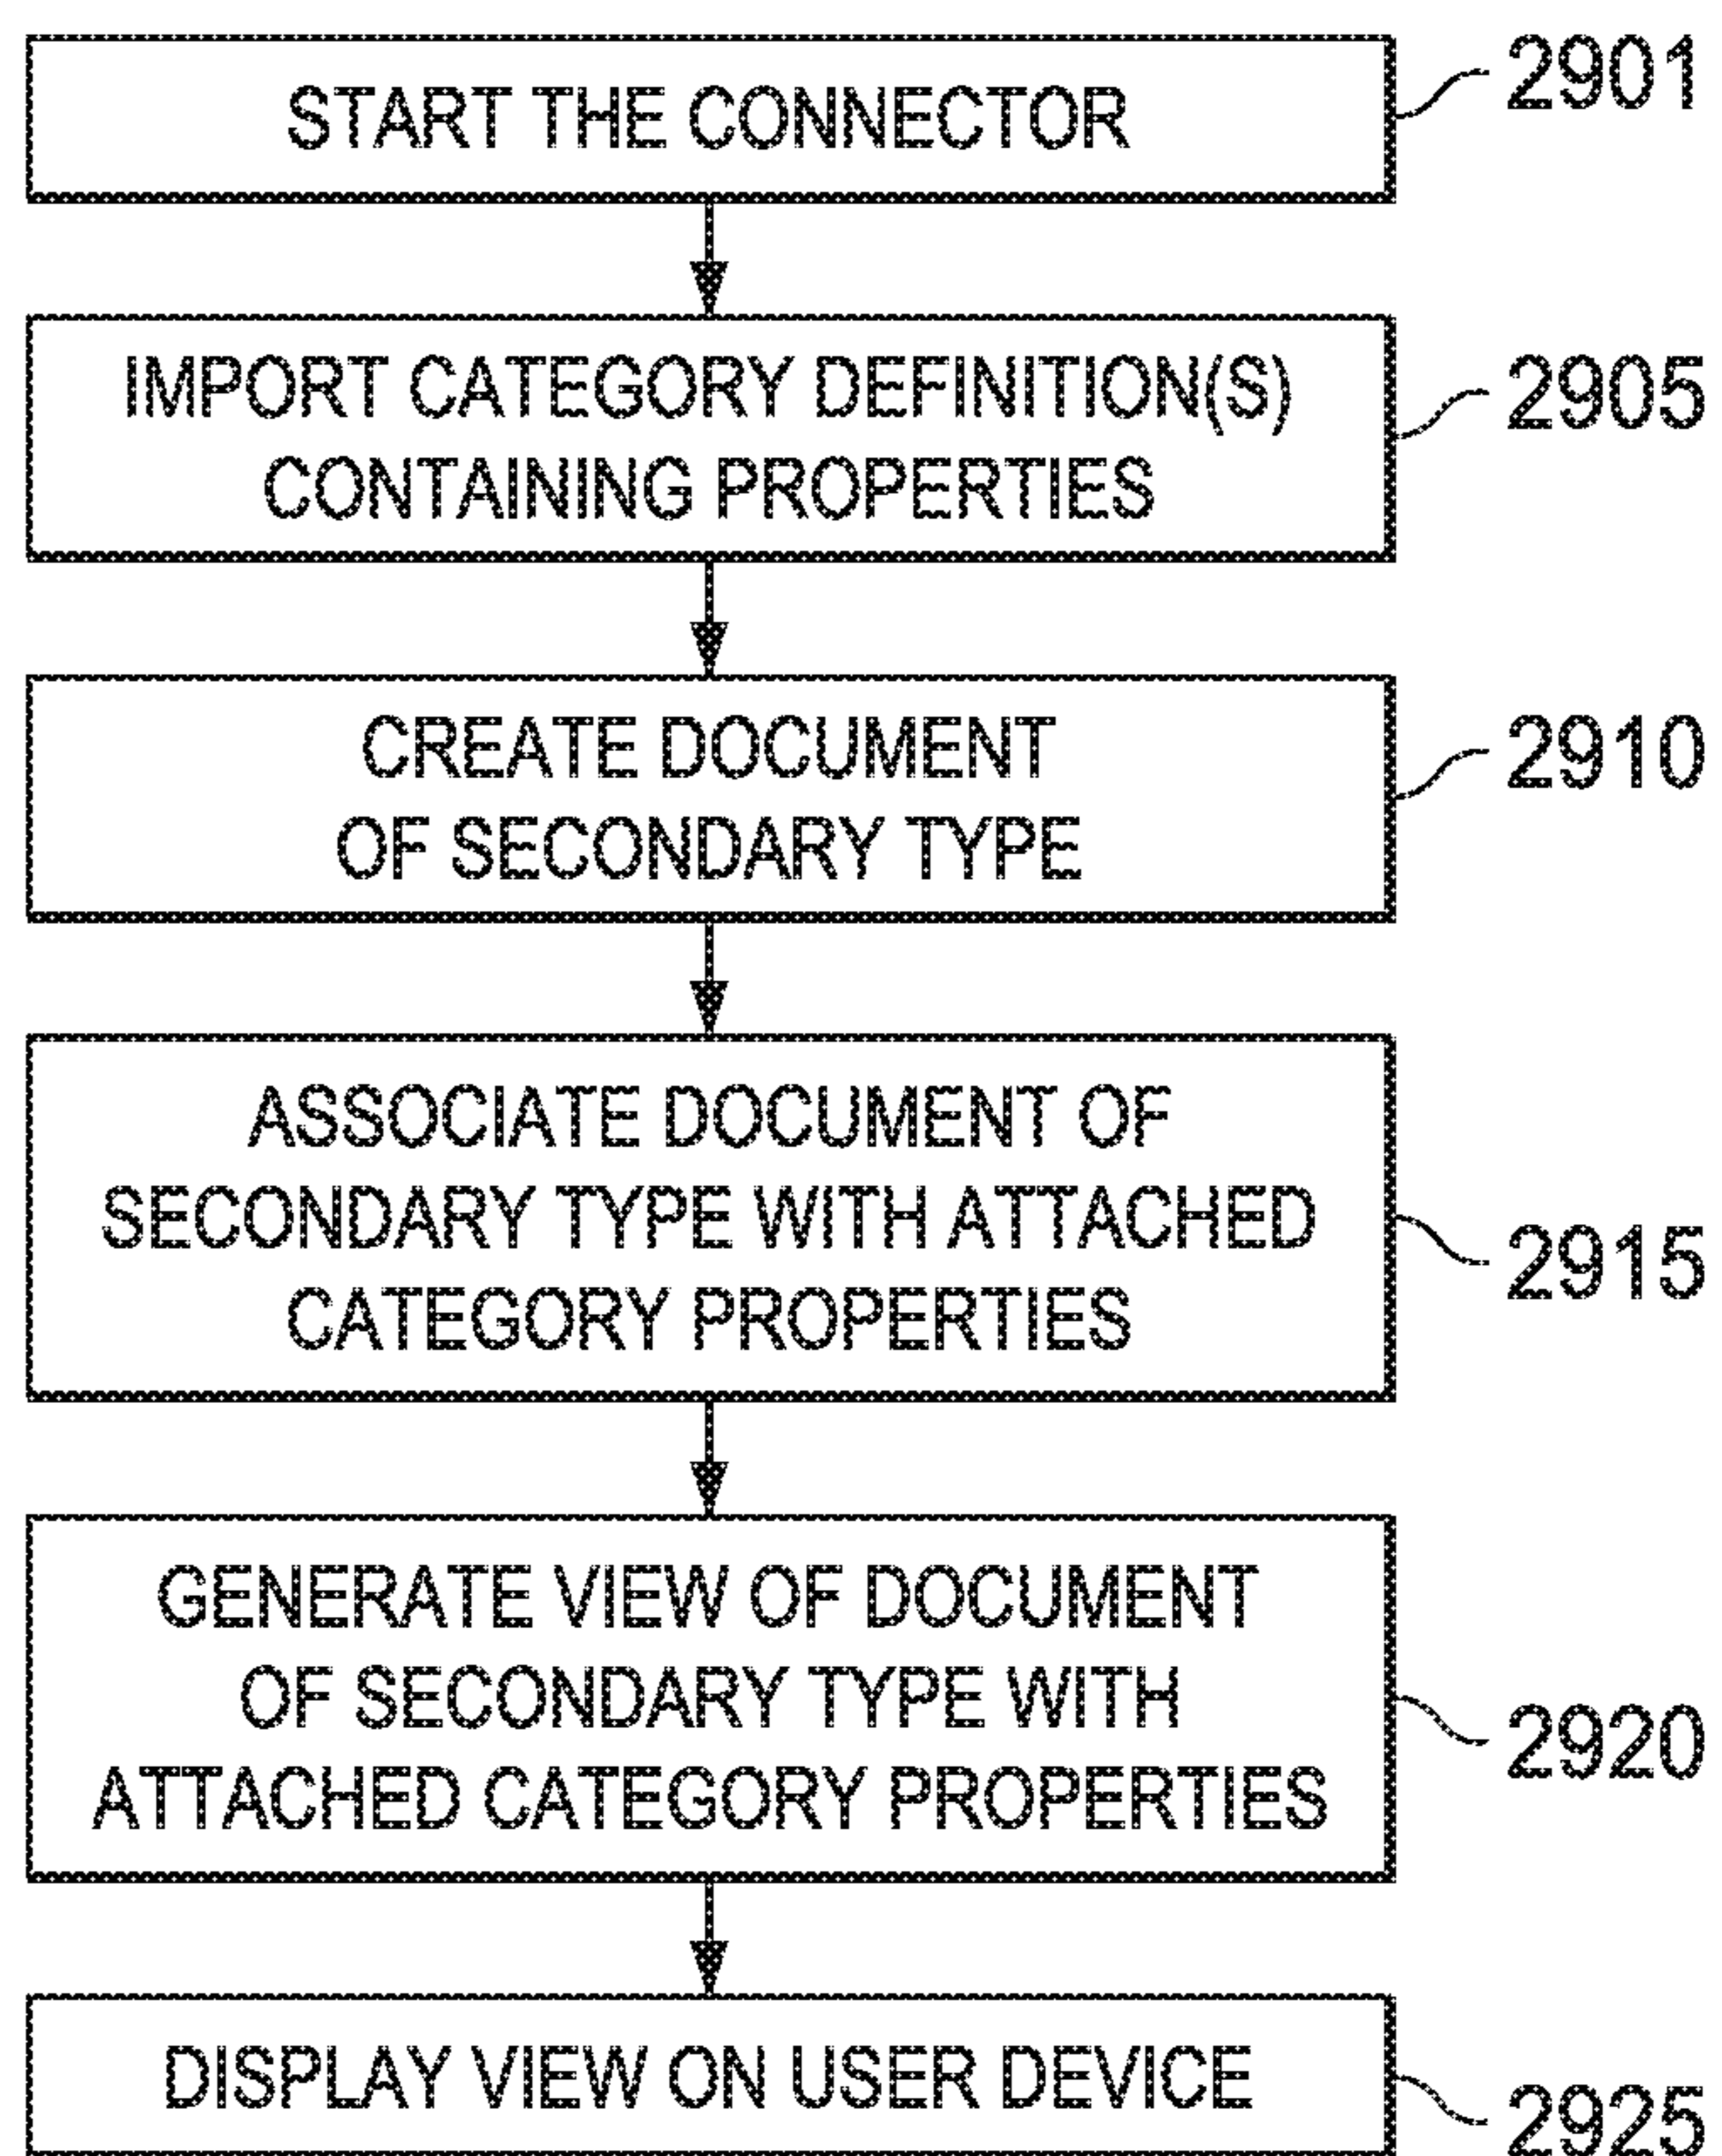 START THE CONNECTOR
2901
IMPORT CATEGORY DEFINITION(S)
CONTAINING PROPERTIES
2905
CREATE DOCUMENT
OF SECONDARY TYPE
2910
ASSOCIATE DOCUMENT OF
SECONDARY TYPE WITH ATTACHED
CATEGORY PROPERTIES
2915
GENERATE VIEW OF DOCUMENT
OF SECONDARY TYPE WITH
ATTACHED CATEGORY PROPERTIES
2920
DISPLAY VIEW ON USER DEVICE
2925